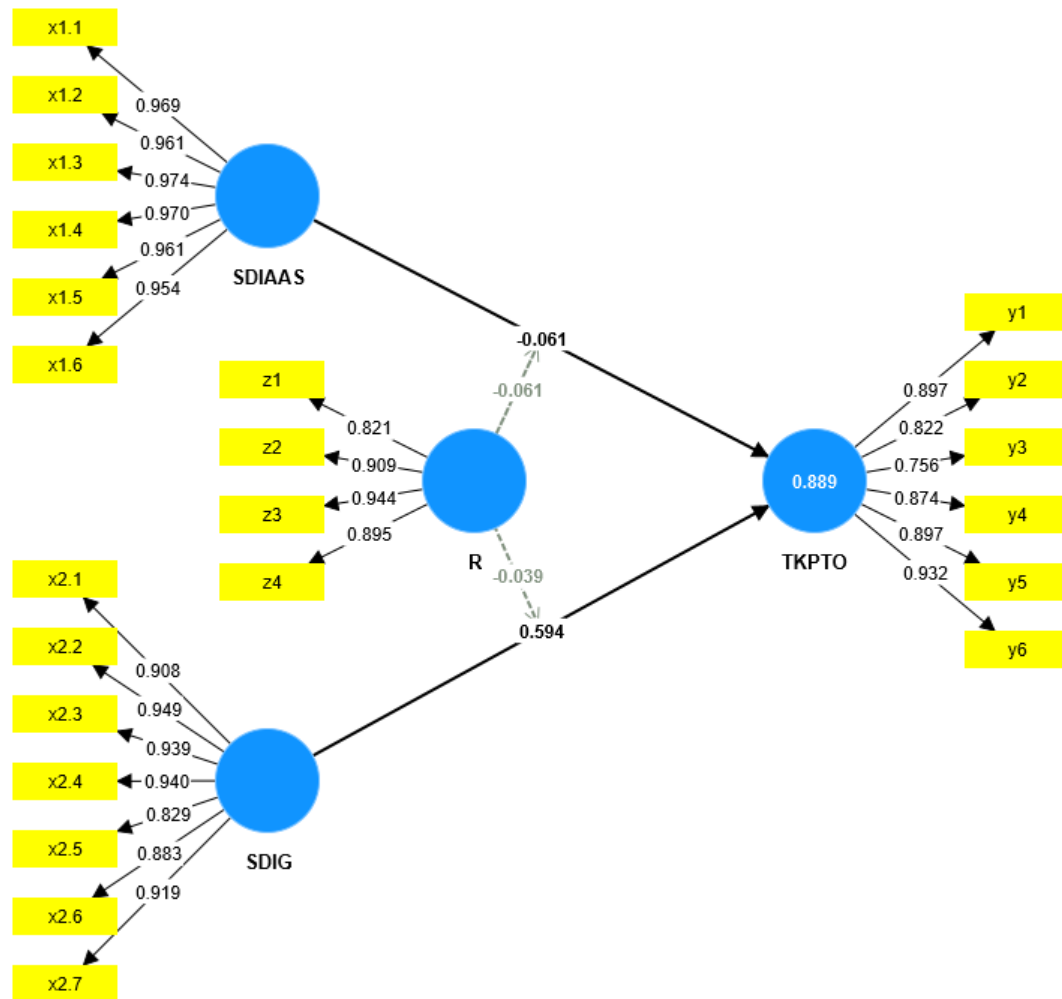 x1.1
x1.2
x1.3
x1.4
x1.5
x1.6
0.969
0.961
0.974
0.970
0.961
0.954
SDIAAS
-0.061
-0.061
z1
z2
z3
z4
0.821
0.909
0.944
0.895
R
-0.039
0.594
x2.1
x2.2
x2.3
x2.4
x2.5
x2.6
x2.7
0.908
0.949
0.939
0.940
0.829
0.883
0.919
SDIG
0.889
TKPTO
0.897
0.822
0.756
0.874
0.897
0.932
y1
y2
y3
y4
y5
y6